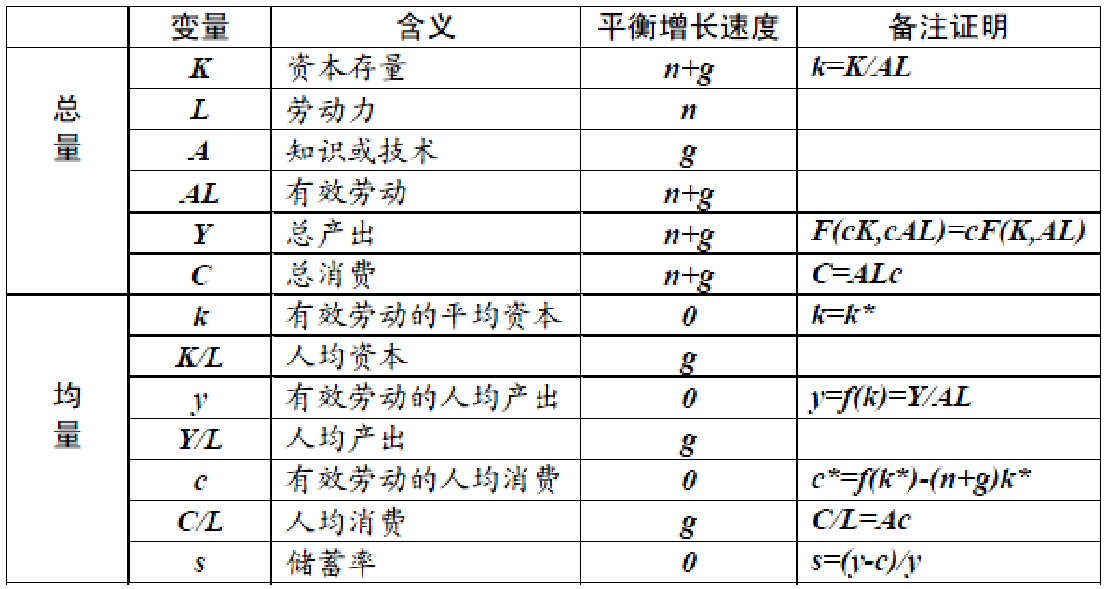 变量 含义 平衡增长速度 备注证明
总量 K 资本存量 n+g k=K/AL
L 劳动力 n
A 知识或技术 g
AL 有效劳动 n+g
Y 总产出 n+g F(cK,cAL)=cF(K,AL)
C 总消费 n+g C=ALc
均量 k 有效劳动的平均资本 0 k=k*
K/L 人均资本 g
y 有效劳动的人均产出 0 y=f(k)=Y/AL
Y/L 人均产出 g
c 有效劳动的人均消费 0 c*=f(k*)-(n+g)k*
C/L 人均消费 g C/L=Ac
s 储蓄率 0 s=(y-c)/y